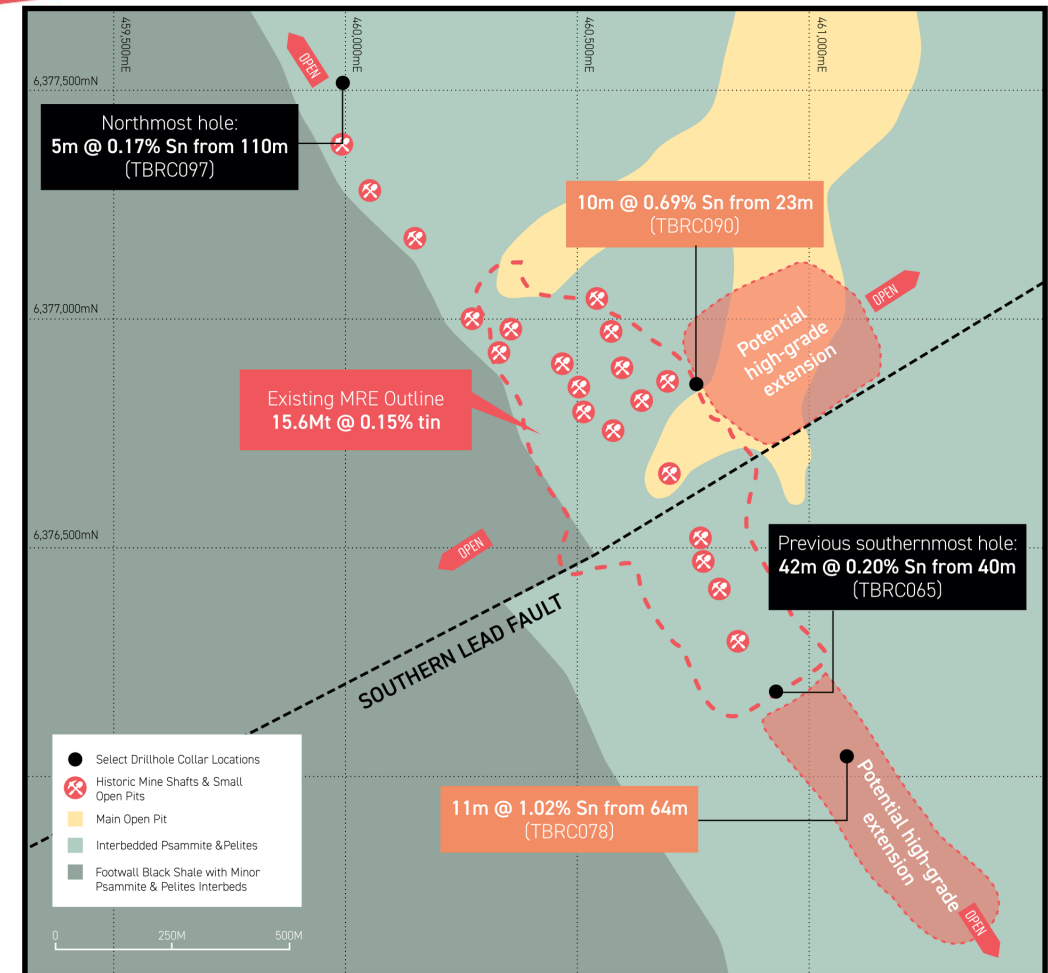 459,500mE
460,000mE
460,500mE
461,000mE
OPEN
6,377,500mN
Northmost hole:
5m @ 0.17% Sn from 110m
(TBRC097)
10m @ 0.69% Sn from 23m
(TBRC090)
6,377,000mN
OPEN
Potential
high-grade
extension
Existing MRE Outline
15.6Mt @ 0.15% tin
6,376,500mN
OPEN
Previous southernmost hole:
42m @ 0.20% Sn from 40m
(TBRC065)
SOUTHERN LEAD FAULT
Select Drillhole Collar Locations
Historic Mine Shafts & Small
Open Pits
Main Open Pit
Interbedded Psammite &Pelites
Footwall Black Shale with Minor
Psammite & Pelites Interbeds
11m @ 1.02% Sn from 64m
(TBRC078)
Potential high-grade
extension
OPEN
0 250M 500M